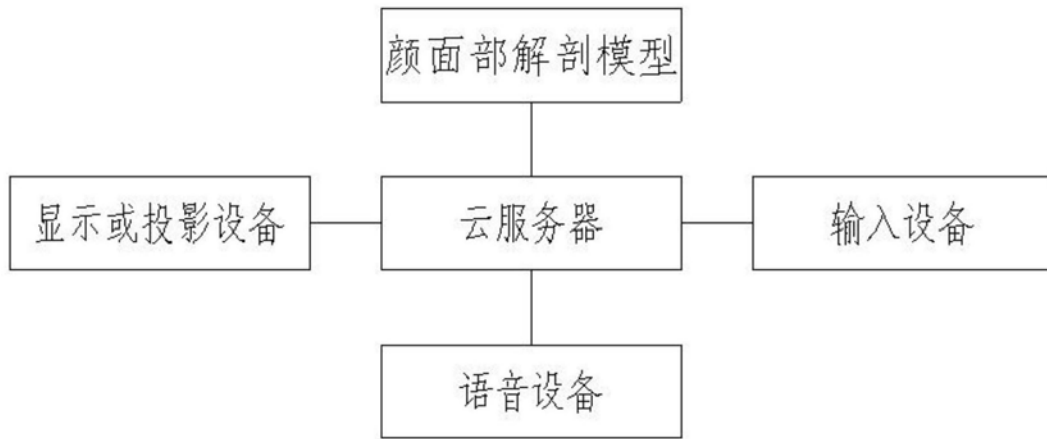 颜面部解剖模型
显示或投影设备
云服务器
输入设备
语音设备